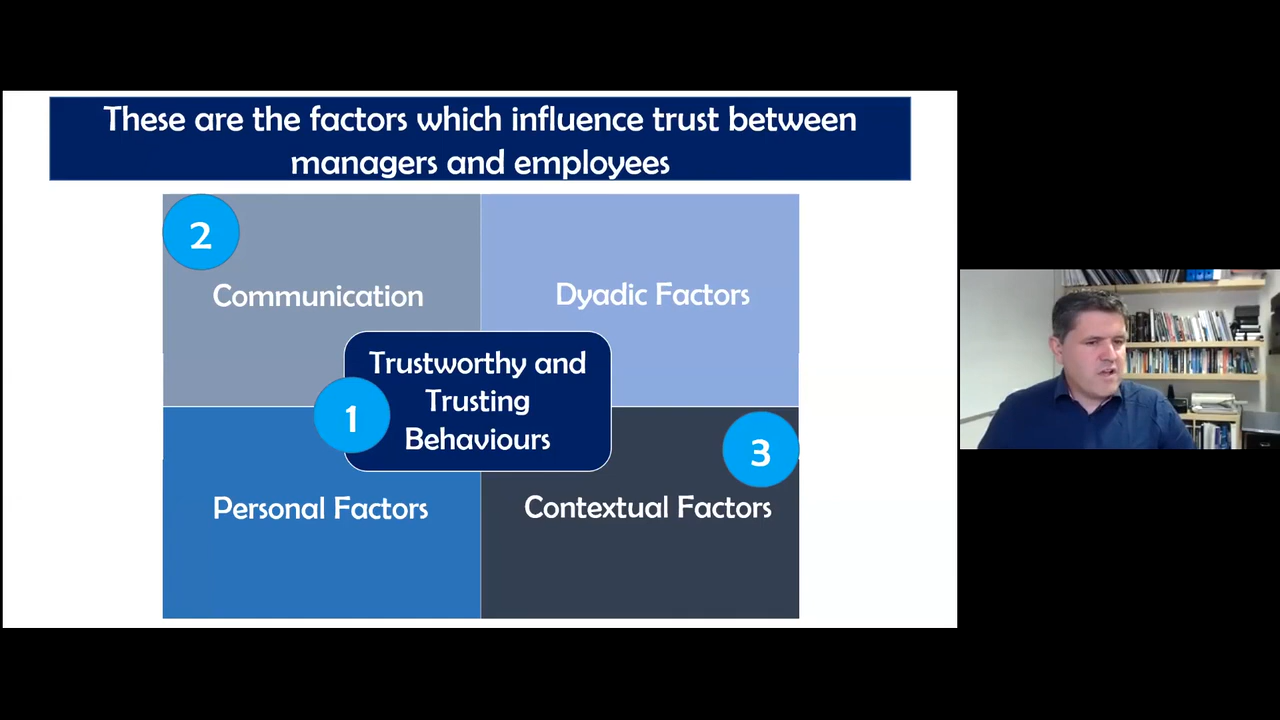 These are the factors which influence trust between
managers and employees
2
Communication
Dyadic Factors
Trustworthy and
Trusting
Behaviours
1
3
Personal Factors
Contextual Factors